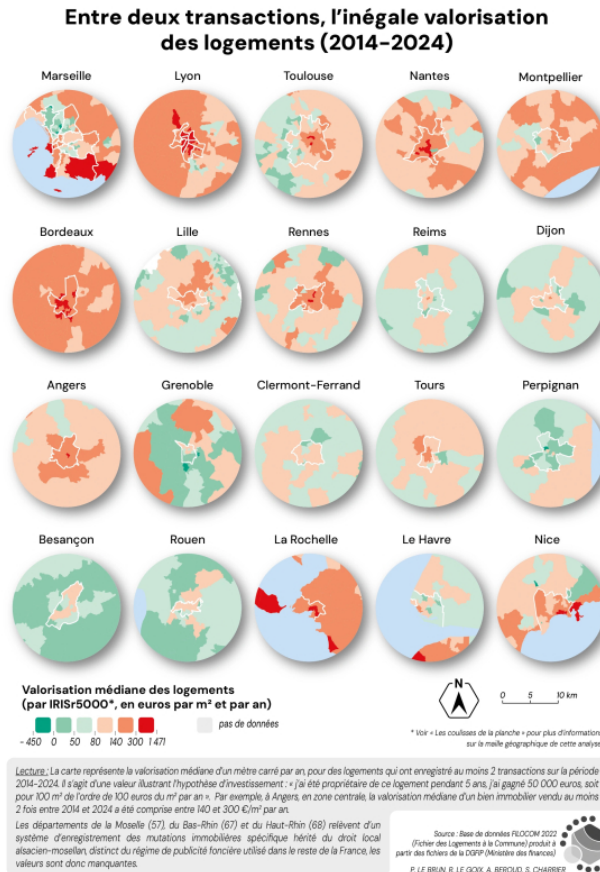 Entre deux transactions, l’inégale valorisation
des logements (2014-2024)
Marseille
Lyon
Toulouse
Nantes
Montpellier
Bordeaux
Lille
Rennes
Reims
Dijon
Angers
Grenoble
Clermont-Ferrand
Tours
Perpignan
Besançon
Rouen
La Rochelle
Le Havre
Nice
Valorisation médiane des logements
(par IRISr5000*, en euros par m² et par an)
pas de données
- 450 0 50 80 140 300 1 471
N
0 5 10 km
* Voir « Les coulisses de la planche » pour plus d'information
sur la maille géographique de cette analyse
Lecture : La carte représente la valorisation médiane d'un mètre carré par an, pour des logements qui ont enregistré au moins 2 transactions sur la période
2014-2024. Il s'agit d'une valeur illustrant l'hypothèse d'investissement : « j'ai été propriétaire de ce logement pendant 5 ans, j'ai gagné 50 000 euros, soit
pour 100 m² de l'ordre de 100 euros du m² par an ». Par exemple, à Angers, en zone centrale, la valorisation médiane d'un bien immobilier vendu au moins
2 fois entre 2014 et 2024 a été comprise entre 140 et 300 €/m² par an.
Les départements de la Moselle (57), du Bas-Rhin (67) et du Haut-Rhin (68) relèvent d'un
système d'enregistrement des mutations immobilières spécifique hérité du droit local
alsacien-mosellan, distinct du régime de publicité foncière utilisé dans le reste de la France, les
valeurs sont donc manquantes.
Source : Base de données FILOCOM 2022
(Fichier des Logements à la Commune) produit à
partir des fichiers de la DGFIP (Ministère des finances)
P. LE BRUN, R. LE GOIX, A. BEROUD, S. CHARRIER